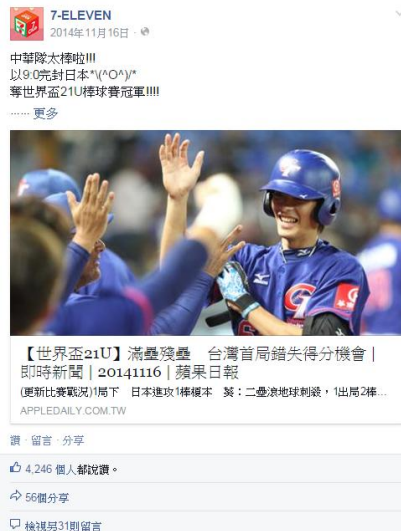 7-ELEVEN
2014年11月16日 ·
中華隊太棒啦!!!
以9:0完封日本*\(^O^)/*
奪世界盃21U棒球賽冠軍!!!!
...... 更多
【世界盃21U】滿壘殘壘 台灣首局錯失得分機會 |
即時新聞 | 20141116 | 蘋果日報
(更新比賽戰況)1局下 日本進攻1棒榎本 葵：二壘滾地球刺殺，1出局2棒...
APPLEDAILY.COM.TW
讚 · 留言 · 分享
4,246 個人都說讚。
56個分享
檢視另31則留言